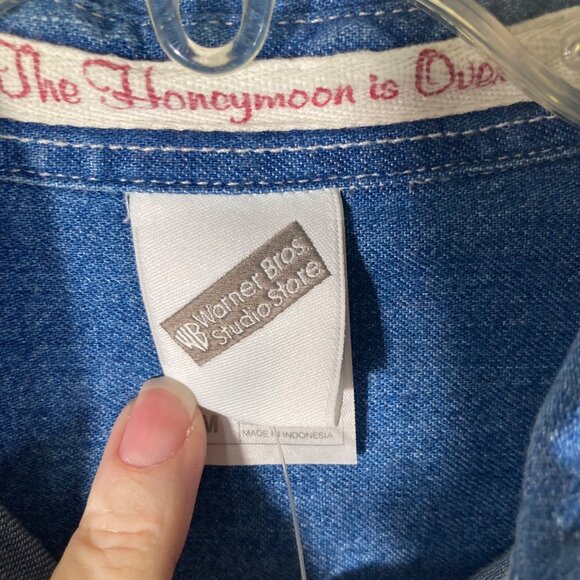 The Honeymoon is Over
WB Warner Bros.
Studio Store
M
MADE IN INDONESIA